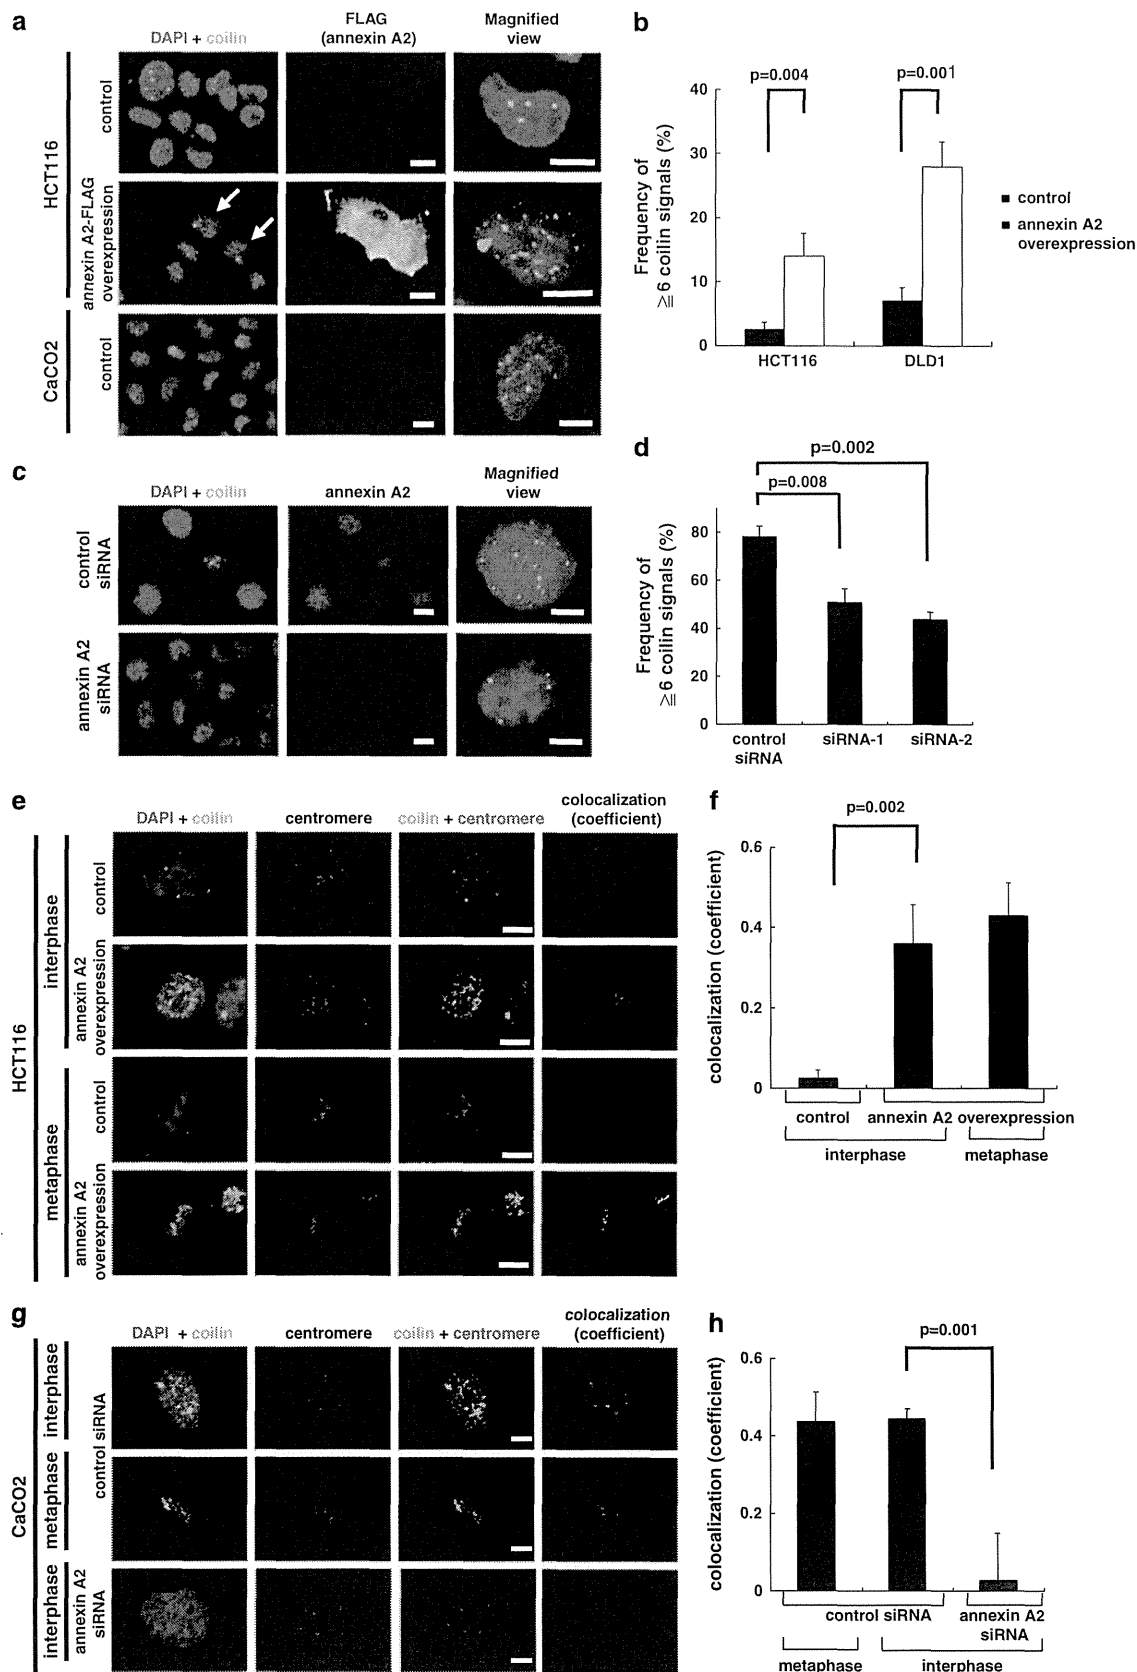 a
DAPI + coilin
FLAG
(annexin A2)
Magnified
view
HCT116
control
annexin A2-FLAG
overexpression
CaCO2
control
b
Frequency of
≧6 coilin signals (%)
40
30
20
10
0
p=0.004
p=0.001
HCT116
DLD1
control
annexin A2
overexpression
c
DAPI + coilin
annexin A2
Magnified
view
control
siRNA
annexin A2
siRNA
d
Frequency of
≧6 coilin signals (%)
80
60
40
20
0
p=0.002
p=0.008
control
siRNA
siRNA-1
siRNA-2
e
DAPI + coilin
centromere
coilin + centromere
colocalization
(coefficient)
HCT116
interphase
control
annexin A2
overexpression
metaphase
control
annexin A2
overexpression
f
colocalization (coefficient)
0.6
0.4
0.2
0
p=0.002
control
annexin A2 overexpression
interphase
metaphase
g
DAPI + coilin
centromere
coilin + centromere
colocalization
(coefficient)
CaCO2
interphase
metaphase
control siRNA
interphase
annexin A2
siRNA
h
colocalization (coefficient)
0.6
0.4
0.2
0
p=0.001
control siRNA
annexin A2
siRNA
metaphase
interphase